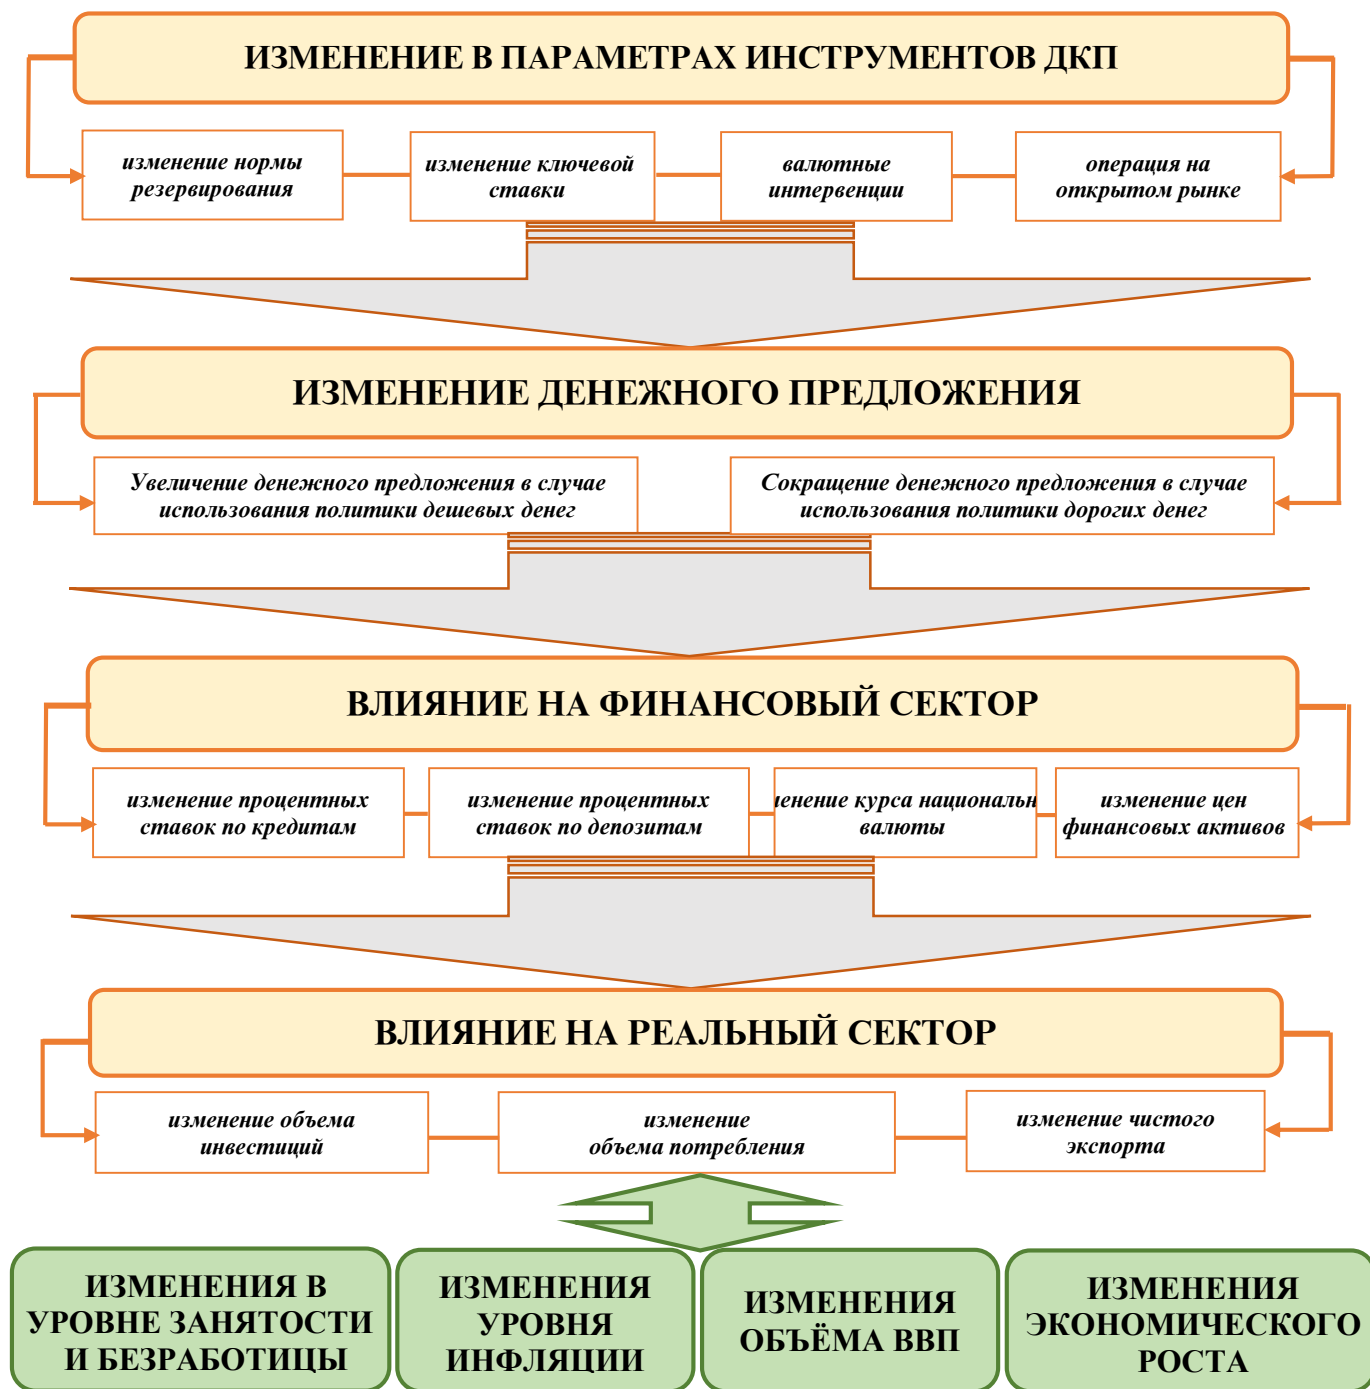 ИЗМЕНЕНИЕ В ПАРАМЕТРАХ ИНСТРУМЕНТОВ ДКП
изменение нормы
резервирования
изменение ключевой
ставки
валютные
интервенции
операция на
открытом рынке
ИЗМЕНЕНИЕ ДЕНЕЖНОГО ПРЕДЛОЖЕНИЯ
Увеличение денежного предложения в случае
использования политики дешевых денег
Сокращение денежного предложения в случае
использования политики дорогих денег
ВЛИЯНИЕ НА ФИНАНСОВЫЙ СЕКТОР
изменение процентных
ставок по кредитам
изменение процентных
ставок по депозитам
енение курса национальн
валюты
изменение цен
финансовых активов
ВЛИЯНИЕ НА РЕАЛЬНЫЙ СЕКТОР
изменение объема
инвестиций
изменение
объема потребления
изменение чистого
экспорта
ИЗМЕНЕНИЯ В
УРОВНЕ ЗАНЯТОСТИ
И БЕЗРАБОТИЦЫ
ИЗМЕНЕНИЯ
УРОВНЯ
ИНФЛЯЦИИ
ИЗМЕНЕНИЯ
ОБЪЁМА ВВП
ИЗМЕНЕНИЯ
ЭКОНОМИЧЕСКОГО
РОСТА